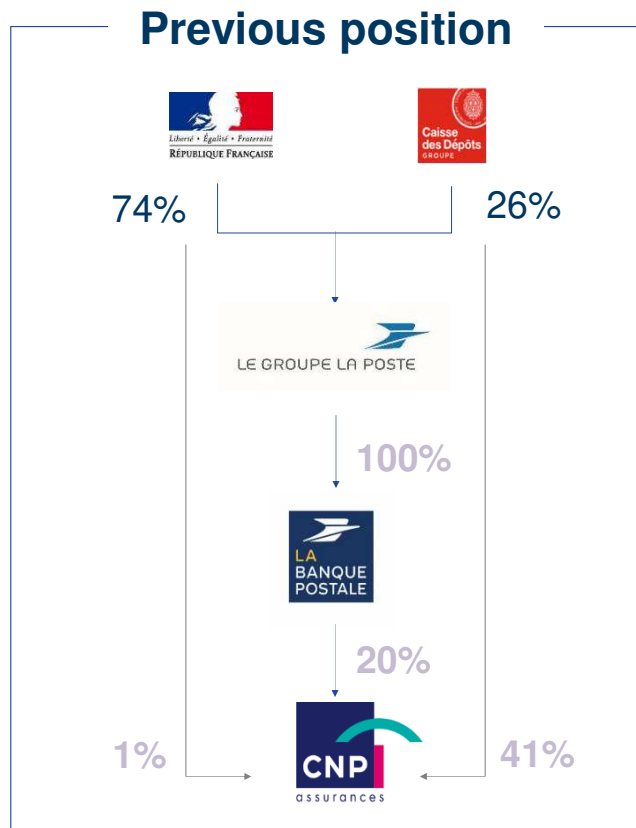 Previous position
Liberté • Égalité • Fraternité
RÉPUBLIQUE FRANÇAISE
Caisse
des Dépôts
GROUPE
74%
26%
LE GROUPE LA POSTE
100%
LA
BANQUE
POSTALE
20%
1%
41%
CNP
assurances